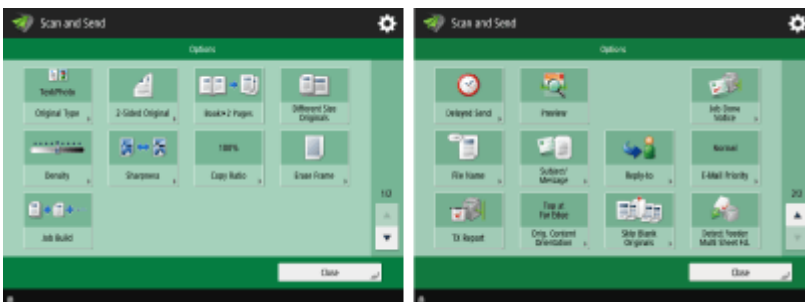 Scan and Send
Options
Text/Photo
Original Type
2-Sided Original
Book▸2 Pages
Different Size
Originals
Density
Sharpness
100%
Copy Ratio
Erase Frame
Job Build
1/2
Close
Scan and Send
Options
Delayed Send
Preview
Job Done
Notice
File Name
Subject/
Message
Reply-to
Normal
E-Mail Priority
TX Report
Top at
Far Edge
Orig. Content
Orientation
Skip Blank
Originals
Detect Feeder
Multi Sheet Fd.
2/2
Close